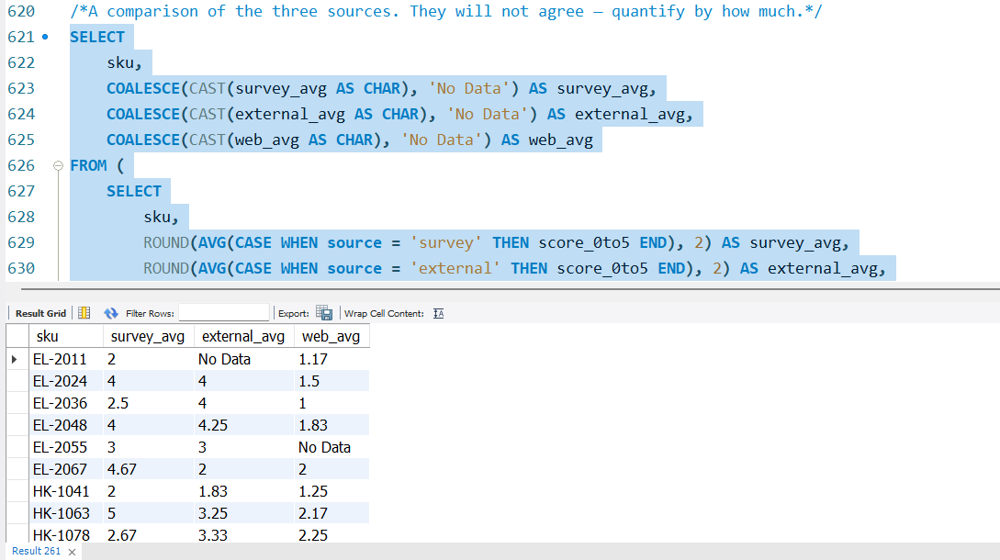 620 /*A comparison of the three sources. They will not agree — quantify by how much.*/
621 SELECT
622 sku,
623 COALESCE(CAST(survey_avg AS CHAR), 'No Data') AS survey_avg,
624 COALESCE(CAST(external_avg AS CHAR), 'No Data') AS external_avg,
625 COALESCE(CAST(web_avg AS CHAR), 'No Data') AS web_avg
626 FROM (
627 SELECT
628 sku,
629 ROUND(AVG(CASE WHEN source = 'survey' THEN score_0to5 END), 2) AS survey_avg,
630 ROUND(AVG(CASE WHEN source = 'external' THEN score_0to5 END), 2) AS external_avg,
Result Grid Filter Rows: Export: Wrap Cell Content: IA
sku survey_avg external_avg web_avg
EL-2011 2 No Data 1.17
EL-2024 4 4 1.5
EL-2036 2.5 4 1
EL-2048 4 4.25 1.83
EL-2055 3 3 No Data
EL-2067 4.67 2 2
HK-1041 2 1.83 1.25
HK-1063 5 3.25 2.17
HK-1078 2.67 3.33 2.25
Result 261 ×